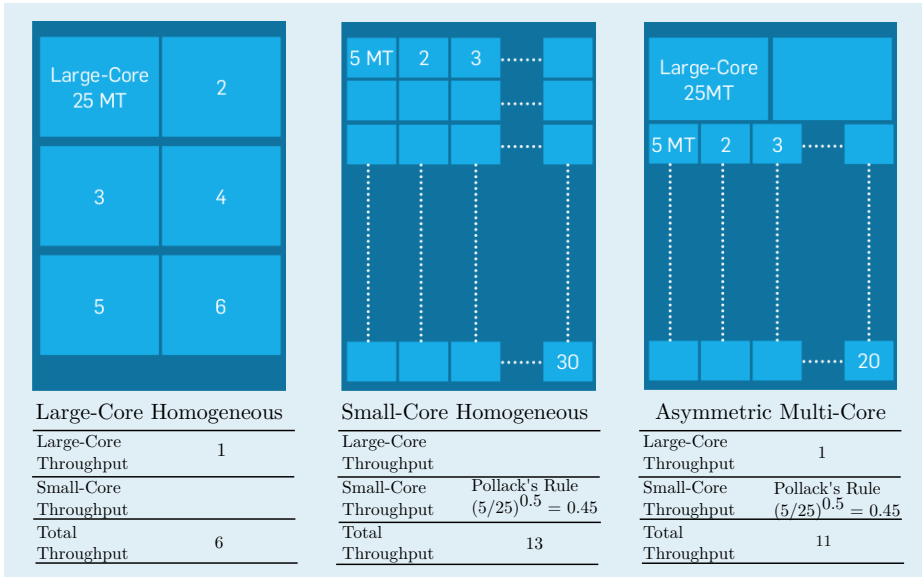 Large-Core
25 MT
2
3
4
5
6
Large-Core Homogeneous
Large-Core
Throughput
1
Small-Core
Throughput
Total
Throughput
6
5 MT 2 3
30
Small-Core Homogeneous
Large-Core
Throughput
Small-Core
Throughput
Pollack's Rule
(5/25)^0.5 = 0.45
Total
Throughput
13
Large-Core
25MT
5 MT 2 3
20
Asymmetric Multi-Core
Large-Core
Throughput
1
Small-Core
Throughput
Pollack's Rule
(5/25)^0.5 = 0.45
Total
Throughput
11